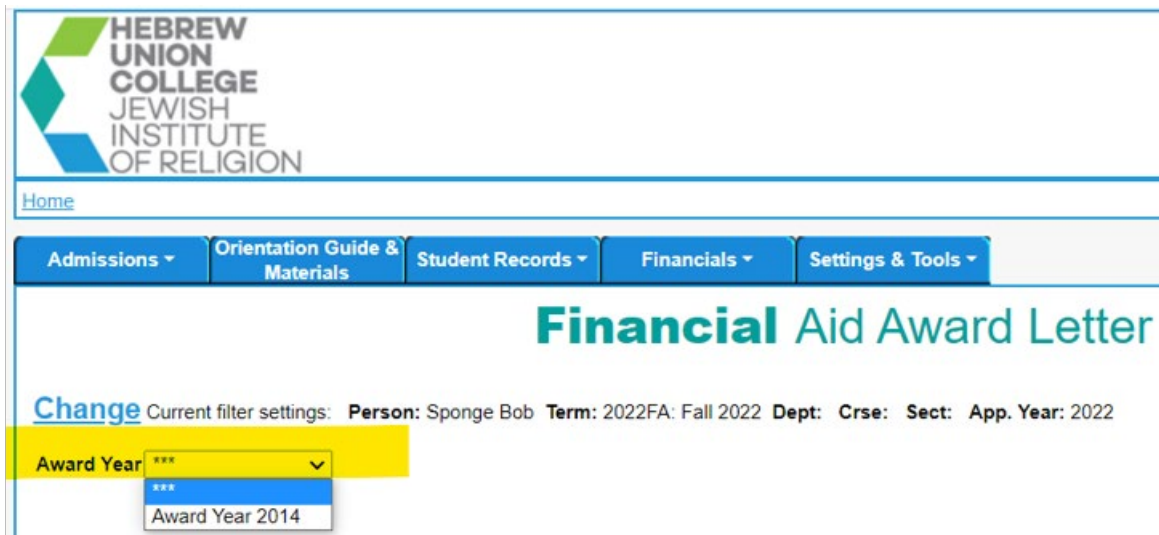 HEBREW
UNION
COLLEGE
JEWISH
INSTITUTE
OF RELIGION
Home
Admissions Orientation Guide & Materials Student Records Financials Settings & Tools
Financial Aid Award Letter
Change Current filter settings: Person: Sponge Bob Term: 2022FA: Fall 2022 Dept: Crse: Sect: App. Year: 2022
Award Year ***
***
Award Year 2014